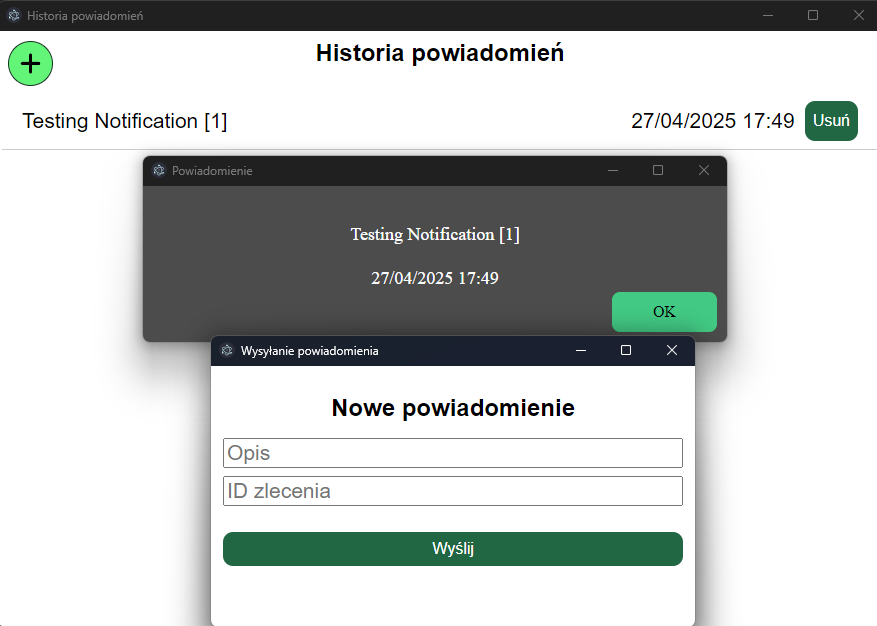 Historia powiadomień
Historia powiadomień
Testing Notification [1]
27/04/2025 17:49
Usuń
Powiadomienie
Testing Notification [1]
27/04/2025 17:49
OK
Wysyłanie powiadomienia
Nowe powiadomienie
Opis
ID zlecenia
Wyślij